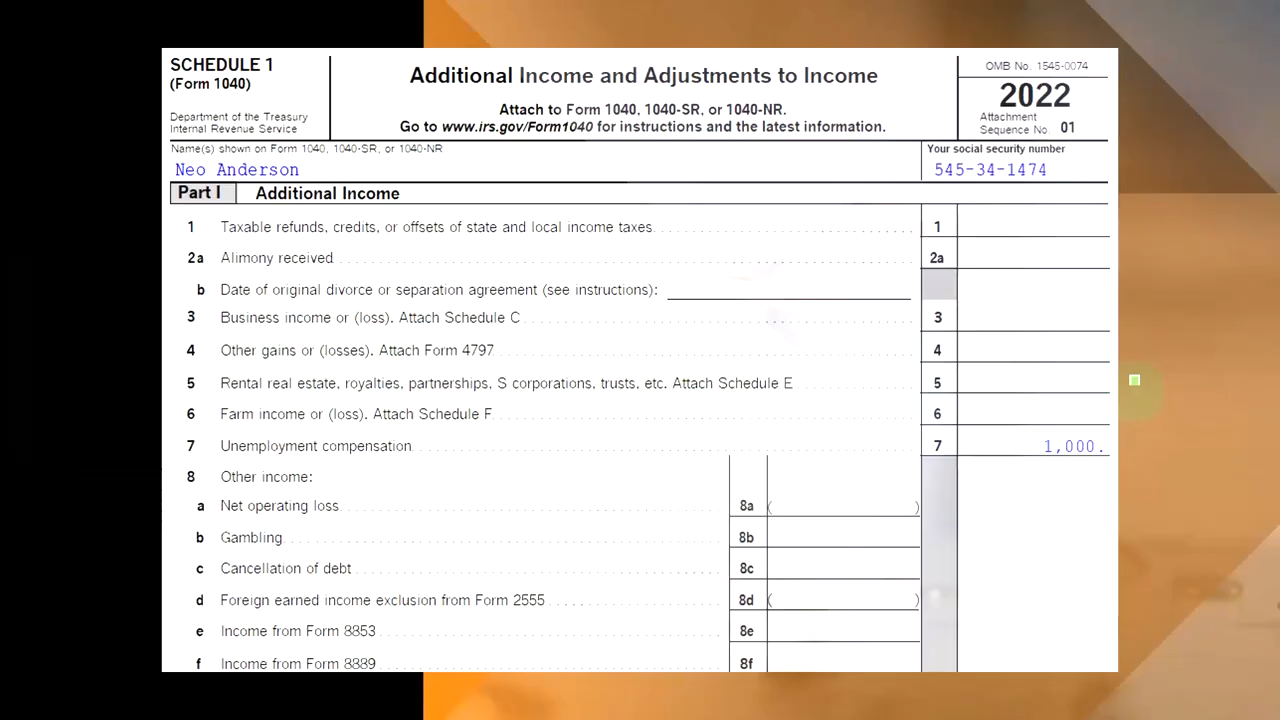 SCHEDULE 1
(Form 1040)
Department of the Treasury
Internal Revenue Service
Additional Income and Adjustments to Income
Attach to Form 1040, 1040-SR, or 1040-NR.
Go to www.irs.gov/Form1040 for instructions and the latest information.
OMB No. 1545-0074
2022
Attachment
Sequence No. 01
Name(s) shown on Form 1040, 1040-SR, or 1040-NR
Your social security number
Neo Anderson
545-34-1474
Part I Additional Income
1 Taxable refunds, credits, or offsets of state and local income taxes 1
2a Alimony received 2a
b Date of original divorce or separation agreement (see instructions):
3 Business income or (loss). Attach Schedule C 3
4 Other gains or (losses). Attach Form 4797 4
5 Rental real estate, royalties, partnerships, S corporations, trusts, etc. Attach Schedule E 5
6 Farm income or (loss). Attach Schedule F 6
7 Unemployment compensation 7 1,000.
8 Other income:
a Net operating loss 8a ( )
b Gambling 8b
c Cancellation of debt 8c
d Foreign earned income exclusion from Form 2555 8d ( )
e Income from Form 8853 8e
f Income from Form 8889 8f